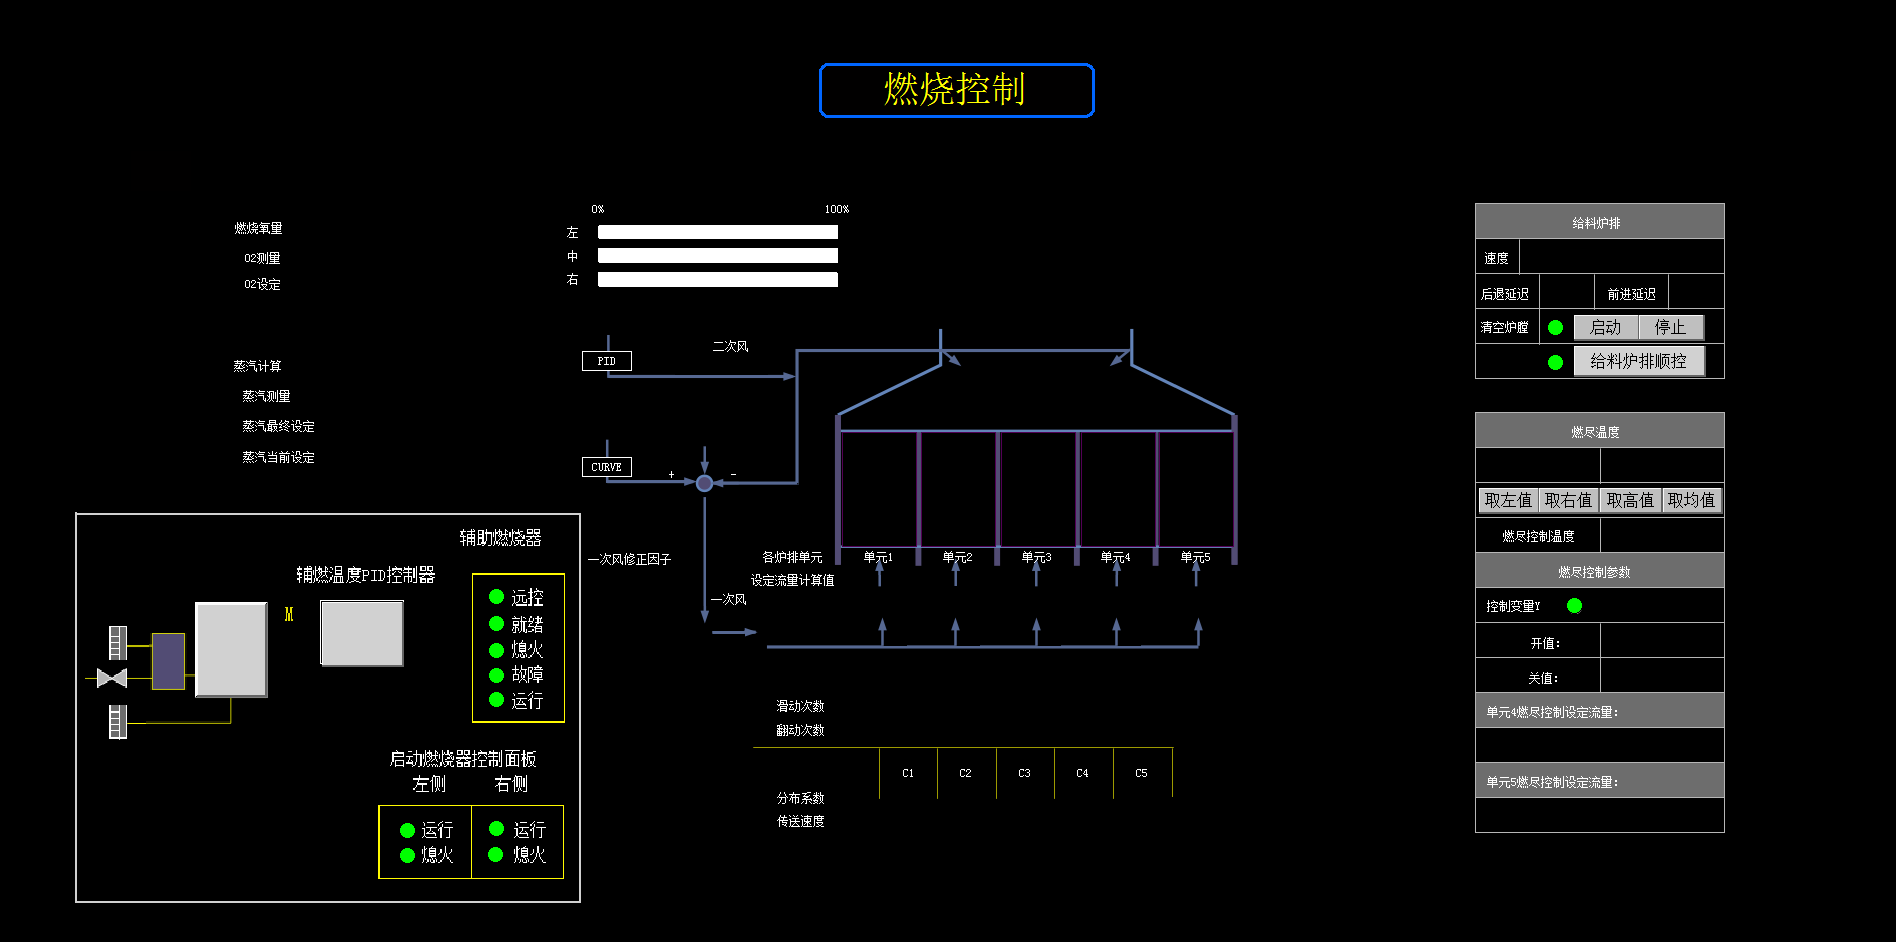 燃烧控制
0% 100%
燃烧氧量
左
O2测量
中
O2设定
右
蒸汽计算
蒸汽测量
蒸汽最终设定
蒸汽当前设定
PID
二次风
CURVE
+ -
一次风修正因子
一次风
各炉排单元
设定流量计算值
单元1 单元2 单元3 单元4 单元5
滑动次数
翻动次数
C1 C2 C3 C4 C5
分布系数
传送速度
辅助燃烧器
辅燃温度PID控制器
M
远控
就绪
熄火
故障
运行
启动燃烧器控制面板
左侧 右侧
运行 运行
熄火 熄火
给料炉排
速度
后退延迟 前进延迟
清空炉膛 启动 停止
给料炉排顺控
燃尽温度
取左值 取右值 取高值 取均值
燃尽控制温度
燃尽控制参数
控制变量Y
开值:
关值:
单元4燃尽控制设定流量:
单元5燃尽控制设定流量: